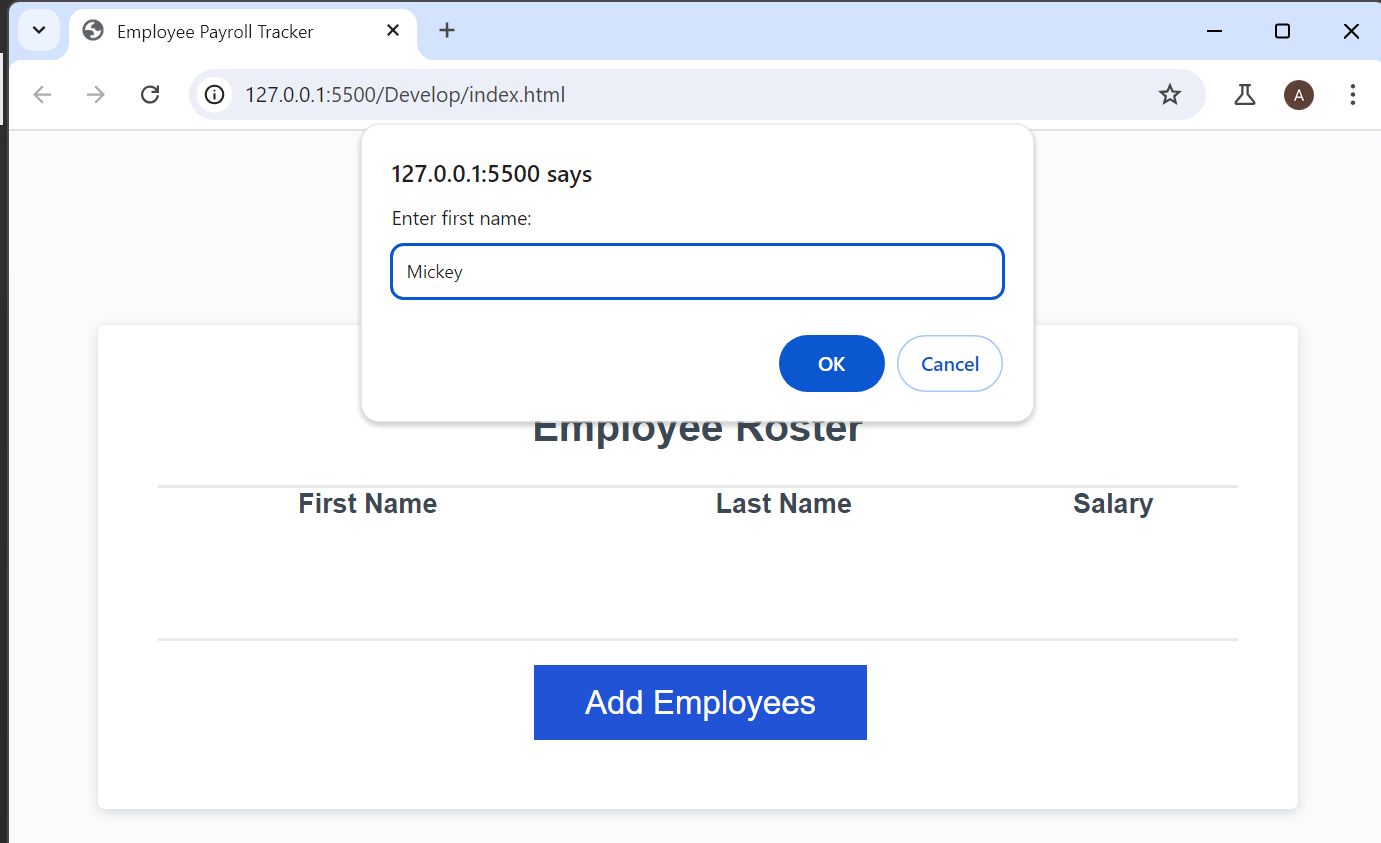 Employee Payroll Tracker
127.0.0.1:5500/Develop/index.html
A
127.0.0.1:5500 says
Enter first name:
Mickey
OK Cancel
Employee Roster
First Name Last Name Salary
Add Employees